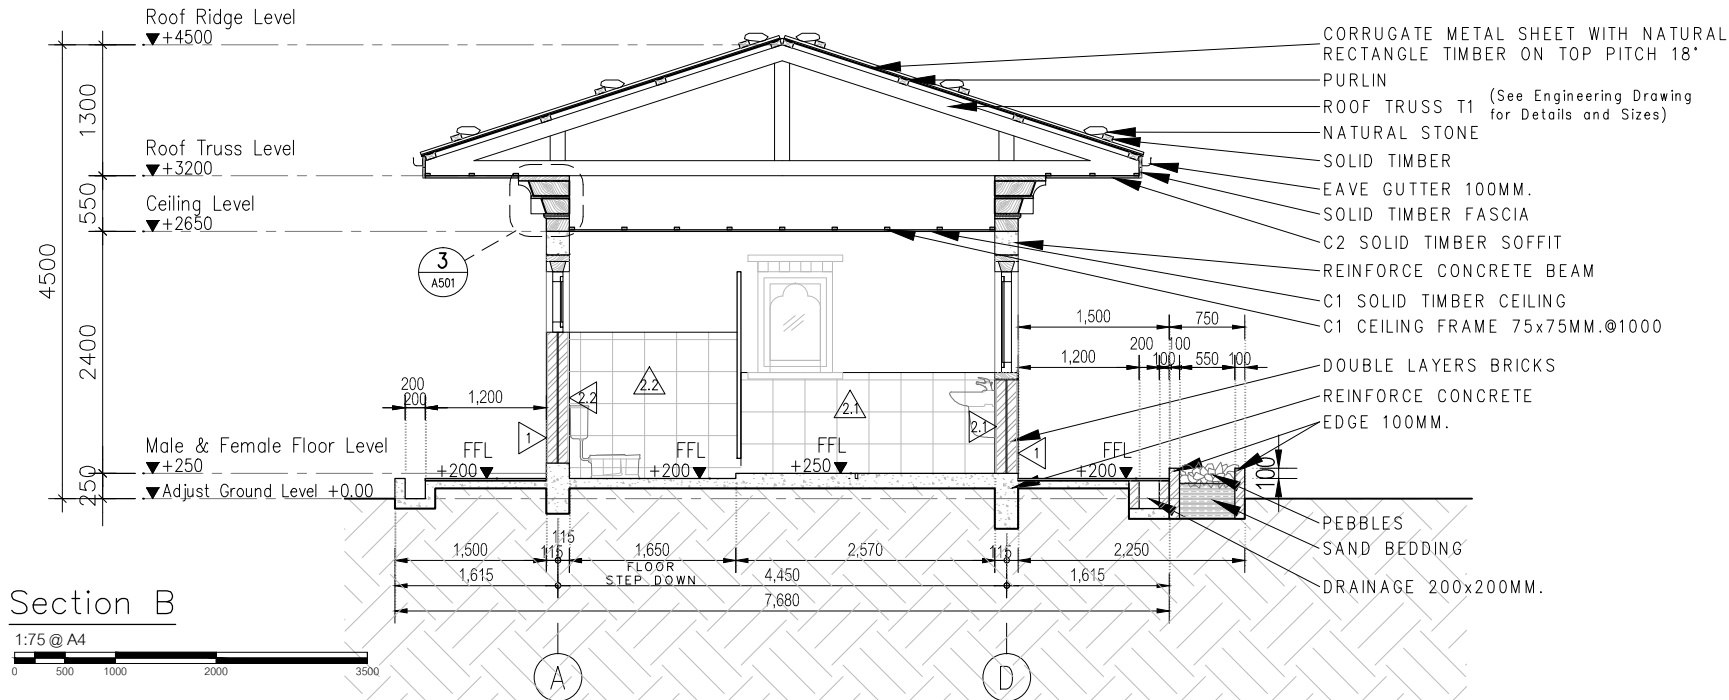 Roof Ridge Level
+4500
Roof Truss Level
+3200
Ceiling Level
+2650
Male & Female Floor Level
+250
Adjust Ground Level +0.00
4500
1300
550
2400
250
3
A501
CORRUGATE METAL SHEET WITH NATURAL
RECTANGLE TIMBER ON TOP PITCH 18°
PURLIN
ROOF TRUSS T1 (See Engineering Drawing
for Details and Sizes)
NATURAL STONE
SOLID TIMBER
EAVE GUTTER 100MM.
SOLID TIMBER FASCIA
C2 SOLID TIMBER SOFFIT
REINFORCE CONCRETE BEAM
C1 SOLID TIMBER CEILING
C1 CEILING FRAME 75x75MM.@1000
DOUBLE LAYERS BRICKS
REINFORCE CONCRETE
EDGE 100MM.
PEBBLES
SAND BEDDING
DRAINAGE 200x200MM.
1,500 750
200 100
1,200 100 550 100
200
200 1,200
2.2 2.2 2.1 2.1
1 1
FFL FFL FFL FFL
+200 +200 +250 +200
100
115
1,500 115 1,650 2,570 115 2,250
FLOOR
STEP DOWN
1,615 4,450 1,615
7,680
A D
Section B
1:75 @ A4
0 500 1000 2000 3500